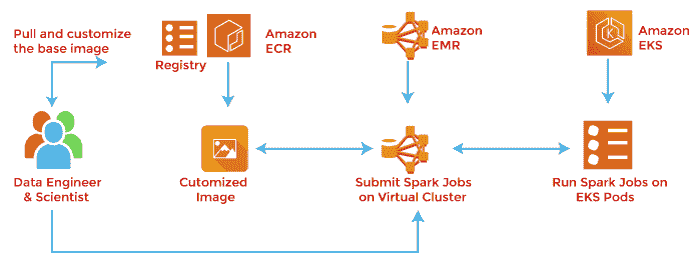 Pull and customize
the base image
Registry
Amazon
ECR
Amazon
EMR
K
Amazon
EKS
Data Engineer
& Scientist
Cutomized
Image
Submit Spark Jobs
on Virtual Cluster
Run Spark Jobs on
EKS Pods